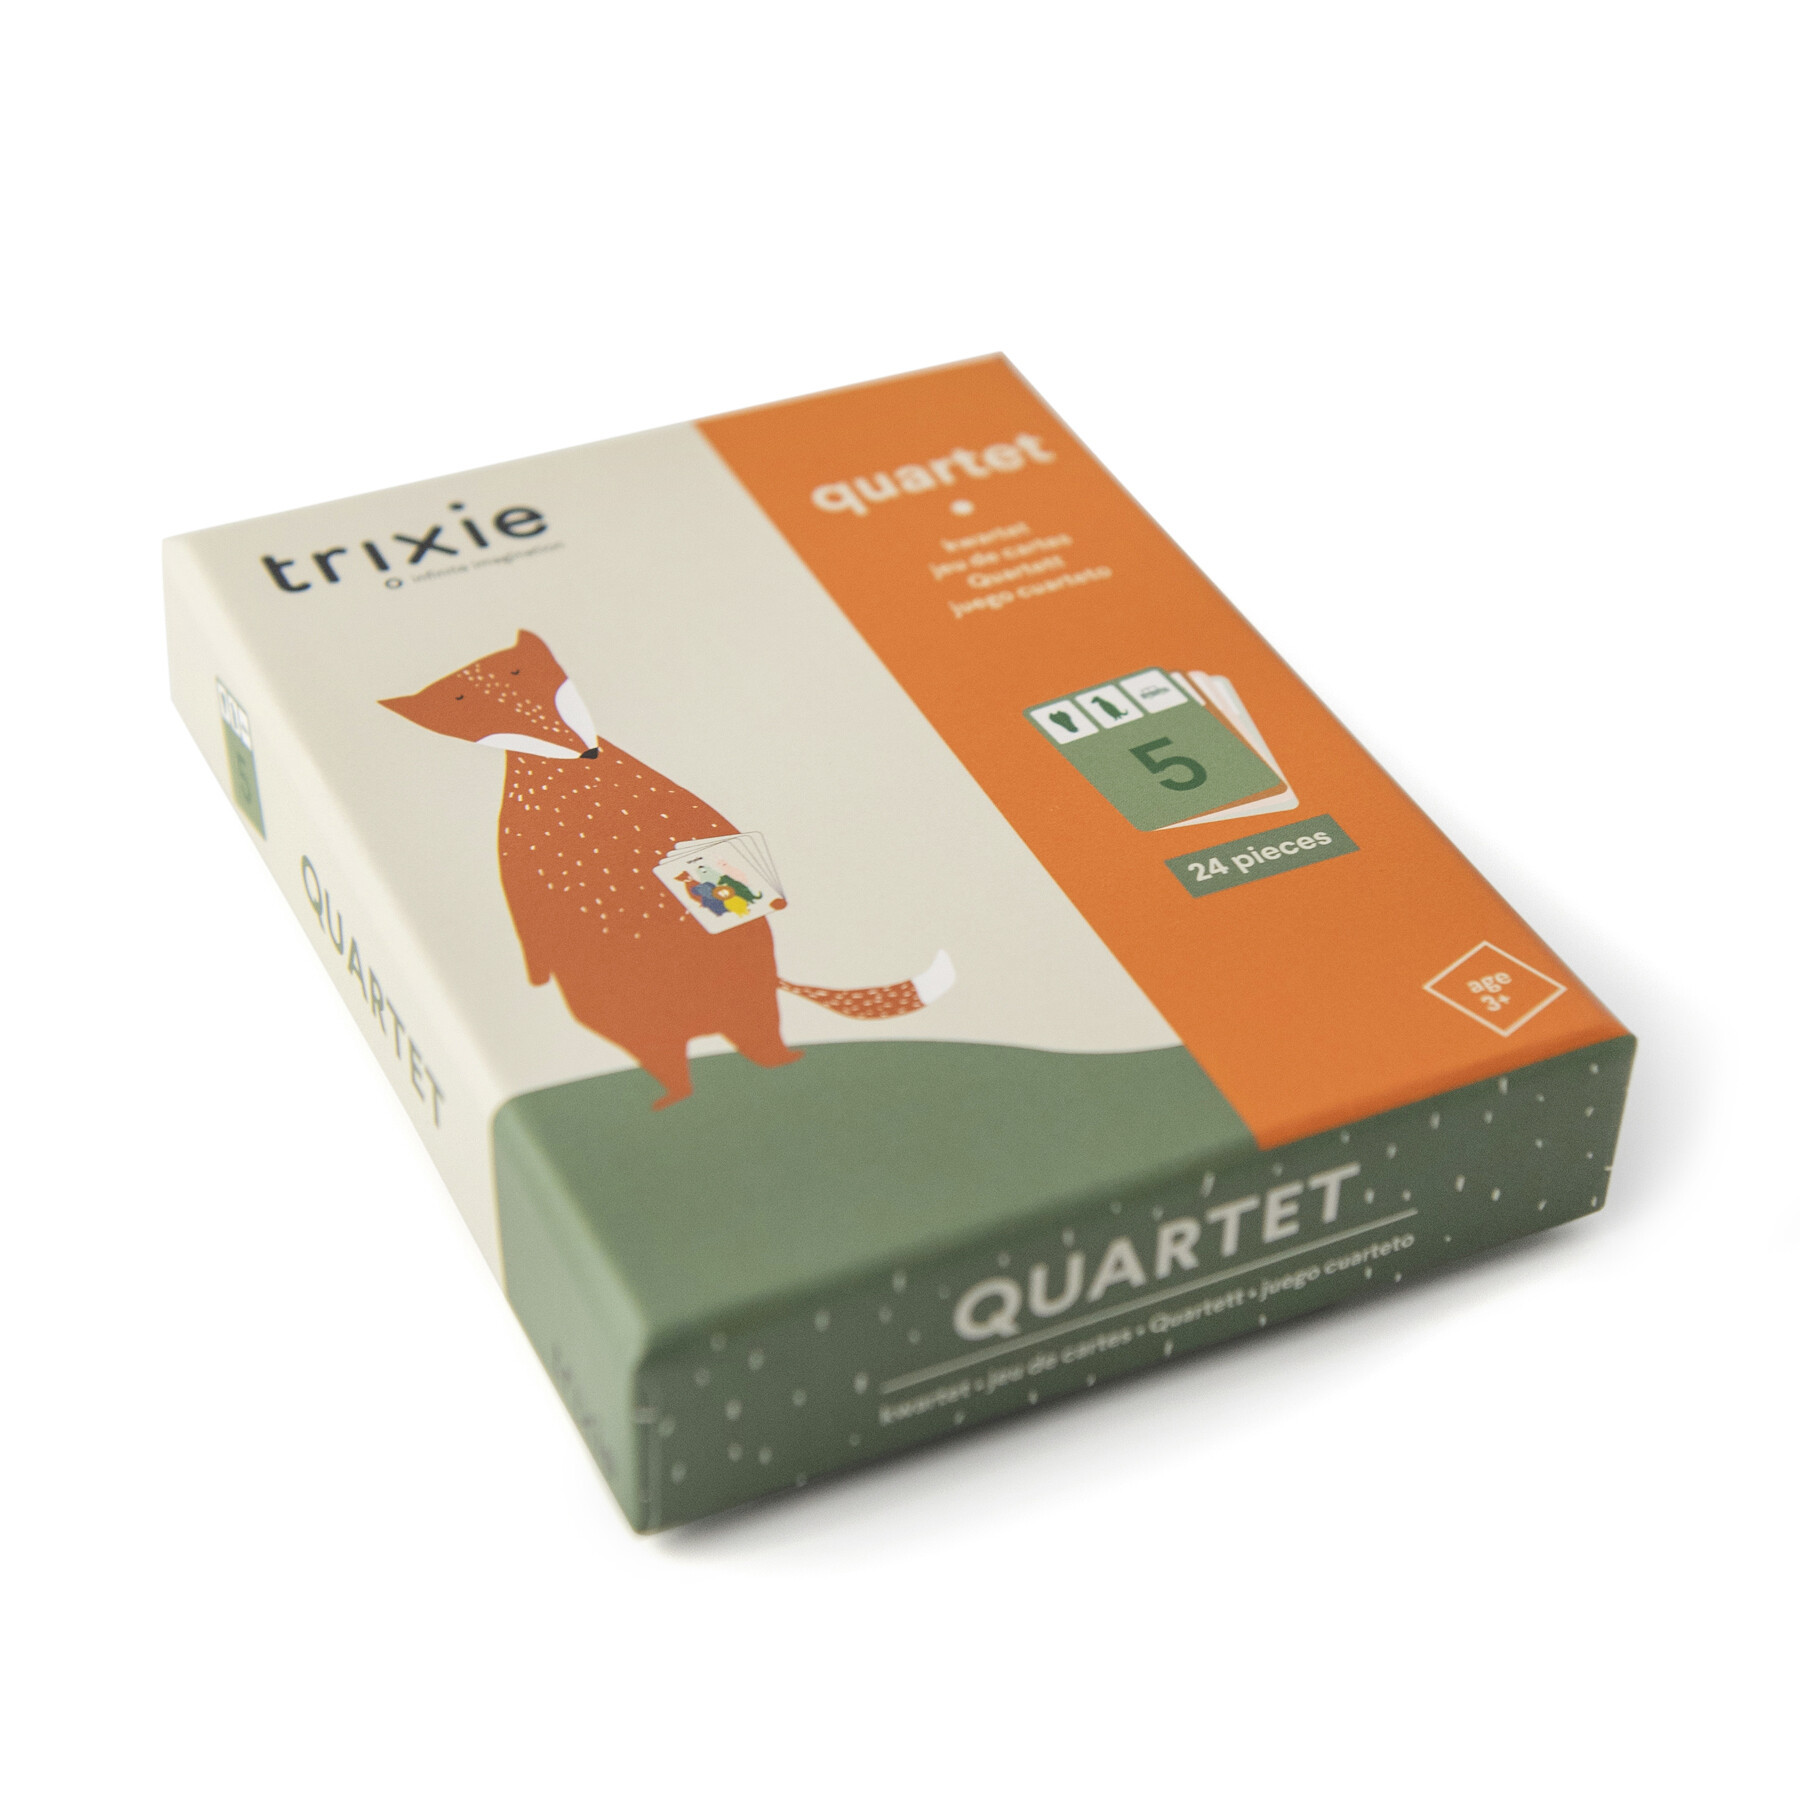 trixie
infinite imagination
quartet
kwartet
jeu de cartes
Quartett
juego cuarteto
5
24 pieces
age
3+
5
QUARTET
QUARTET
kwartet • jeu de cartes • Quartett • juego cuarteto